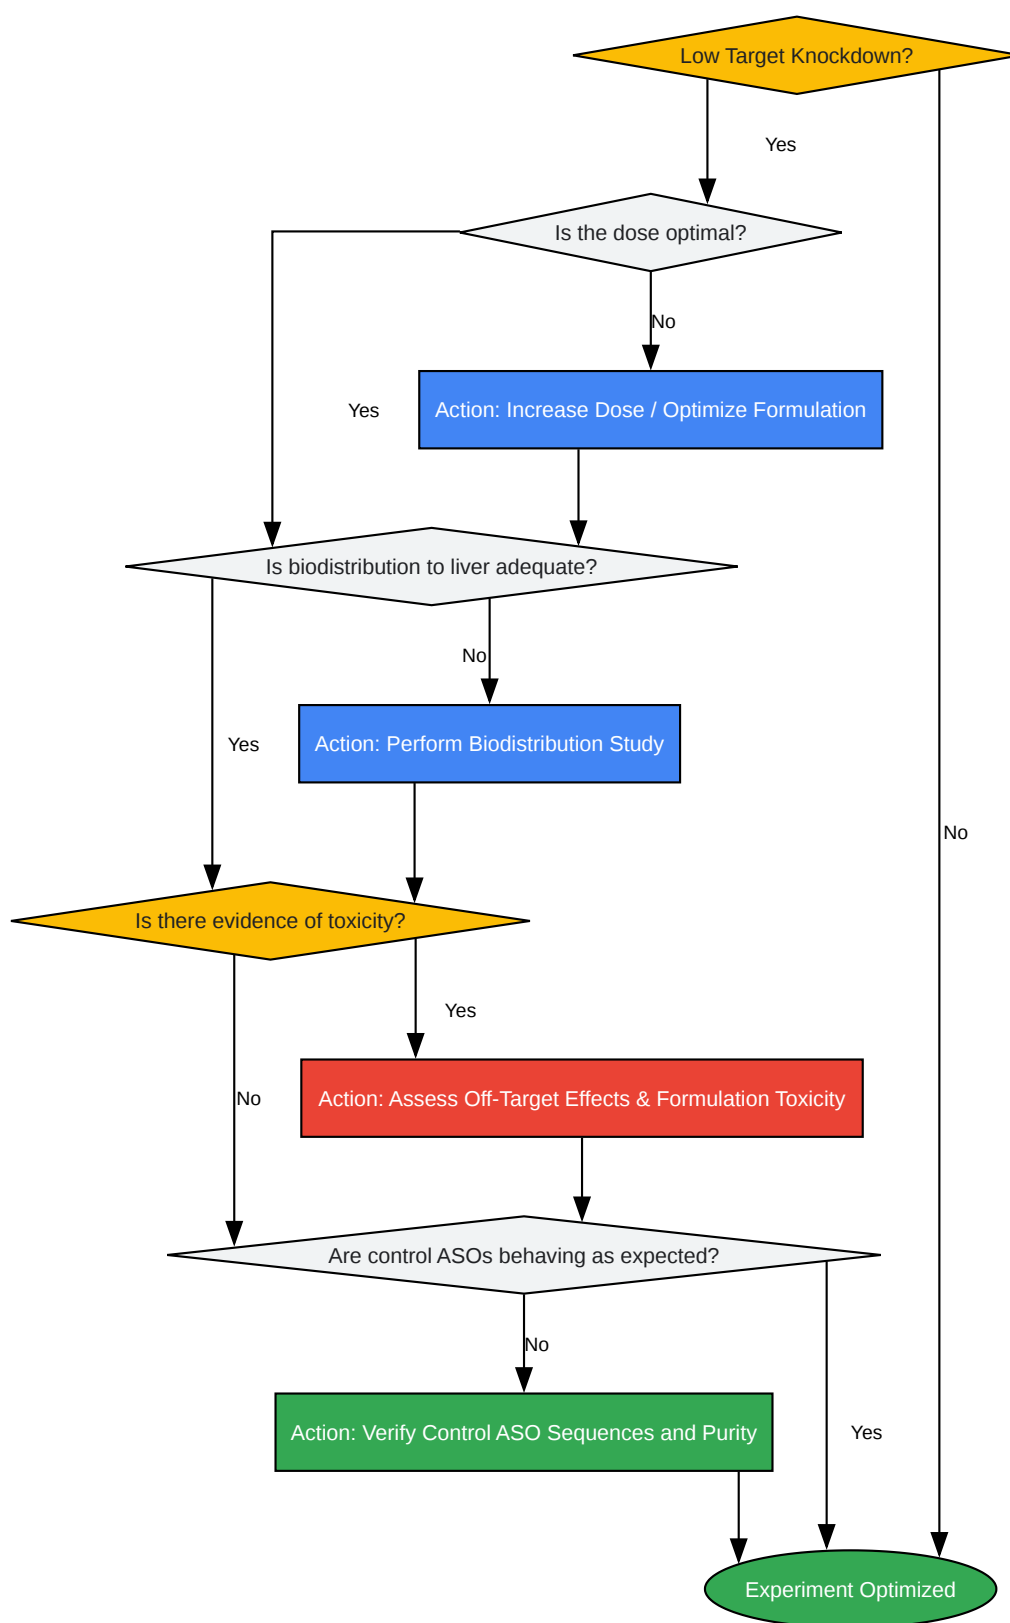 Low Target Knockdown?
Yes
Is the dose optimal?
No
Yes
Action: Increase Dose / Optimize Formulation
Is biodistribution to liver adequate?
No
Yes
Action: Perform Biodistribution Study
No
Is there evidence of toxicity?
Yes
No
Action: Assess Off-Target Effects & Formulation Toxicity
Are control ASOs behaving as expected?
No
Action: Verify Control ASO Sequences and Purity
Yes
Experiment Optimized